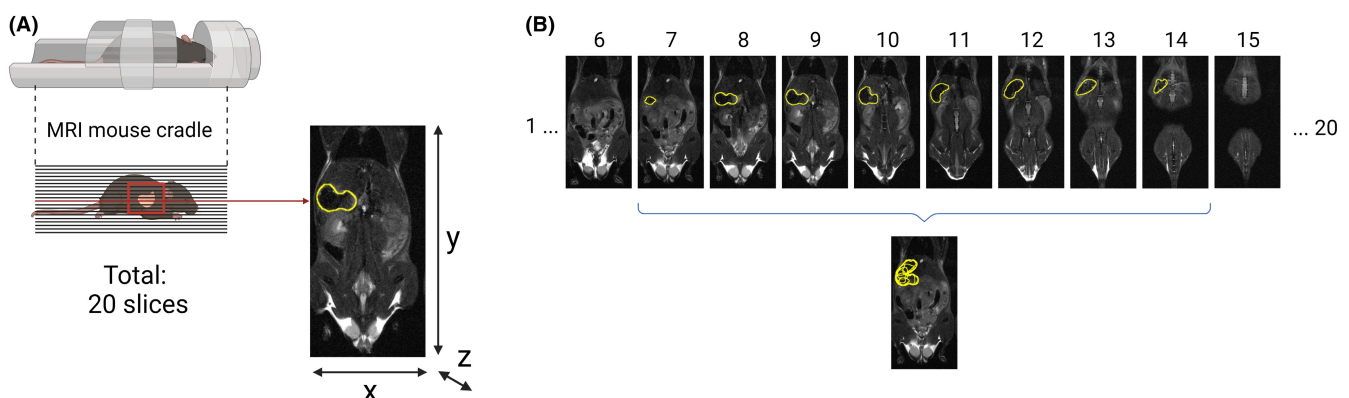 (A)
MRI mouse cradle
Total:
20 slices
y
x
z
(B)
6 7 8 9 10 11 12 13 14 15
1 ...
... 20